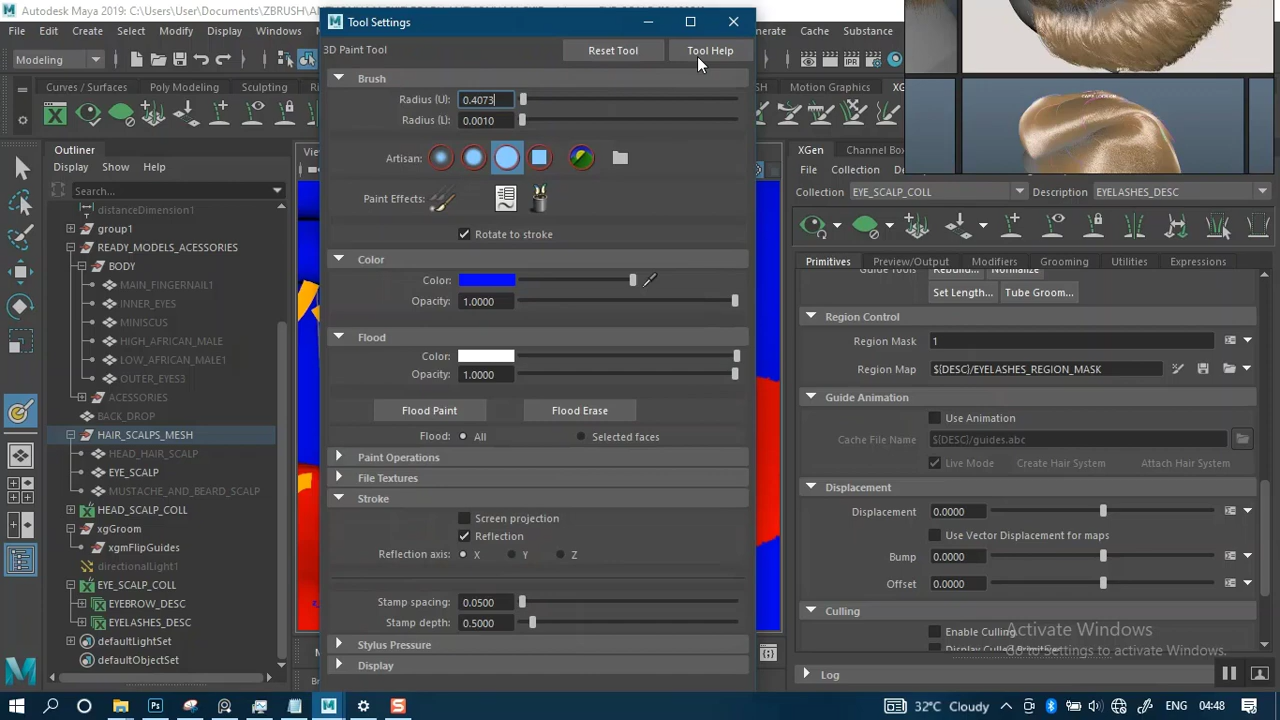 Autodesk Maya 2019: C:\Users\User\Documents\ZBRUSH\ANTHO
Tool Settings
File
Edit
Create
Select
Modify
Display
Window
Generate
Cache
Substance
3D Paint Tool
Reset Tool
Tool Help
Modeling
Brush
Curves / Surfaces
Poly Modeling
Sculpting
Radius (U):
0.4073
Radius (L):
0.0010
Outliner
Display
Show
Help
Search...
Artisan:
Paint Effects:
Rotate to stroke
Color
Color:
Opacity:
1.0000
Flood
Color:
Opacity:
1.0000
Flood Paint
Flood Erase
Flood:
All
Selected faces
Paint Operations
File Textures
Stroke
Screen projection
Reflection
Reflection axis:
X
Y
Z
Stamp spacing:
0.0500
Stamp depth:
0.5000
Stylus Pressure
Display
distanceDimension1
group1
READY_MODELS_ACESSORIES
BODY
MAIN_FINGERNAIL1
INNER_EYES
MINISCUS
HIGH_AFRICAN_MALE
LOW_AFRICAN_MALE1
OUTER_EYES3
ACESSORIES
BACK_DROP
HAIR_SCALPS_MESH
HEAD_HAIR_SCALP
EYE_SCALP
MUSTACHE_AND_BEARD_SCALP
HEAD_SCALP_COLL
xgGroom
xgmFlipGuides
directionalLight1
EYE_SCALP_COLL
EYEBROW_DESC
EYELASHES_DESC
defaultLightSet
defaultObjectSet
XGen
Channel Box
File
Collection
Collection
EYE_SCALP_COLL
Description
EYELASHES_DESC
Primitives
Preview/Output
Modifiers
Grooming
Utilities
Expressions
Guide Tools
Rebuild...
Normalize
Set Length...
Tube Groom...
Region Control
Region Mask
1
Region Map
${DESC}/EYELASHES_REGION_MASK
Guide Animation
Use Animation
Cache File Name
${DESC}/guides.abc
Live Mode
Create Hair System
Attach Hair System
Displacement
Displacement
0.0000
Use Vector Displacement for maps
Bump
0.0000
Offset
0.0000
Culling
Enable Culling
Display Culled Primitives
Log
Activate Windows
Go to Settings to activate Windows.
32°C Cloudy
ENG
04:48